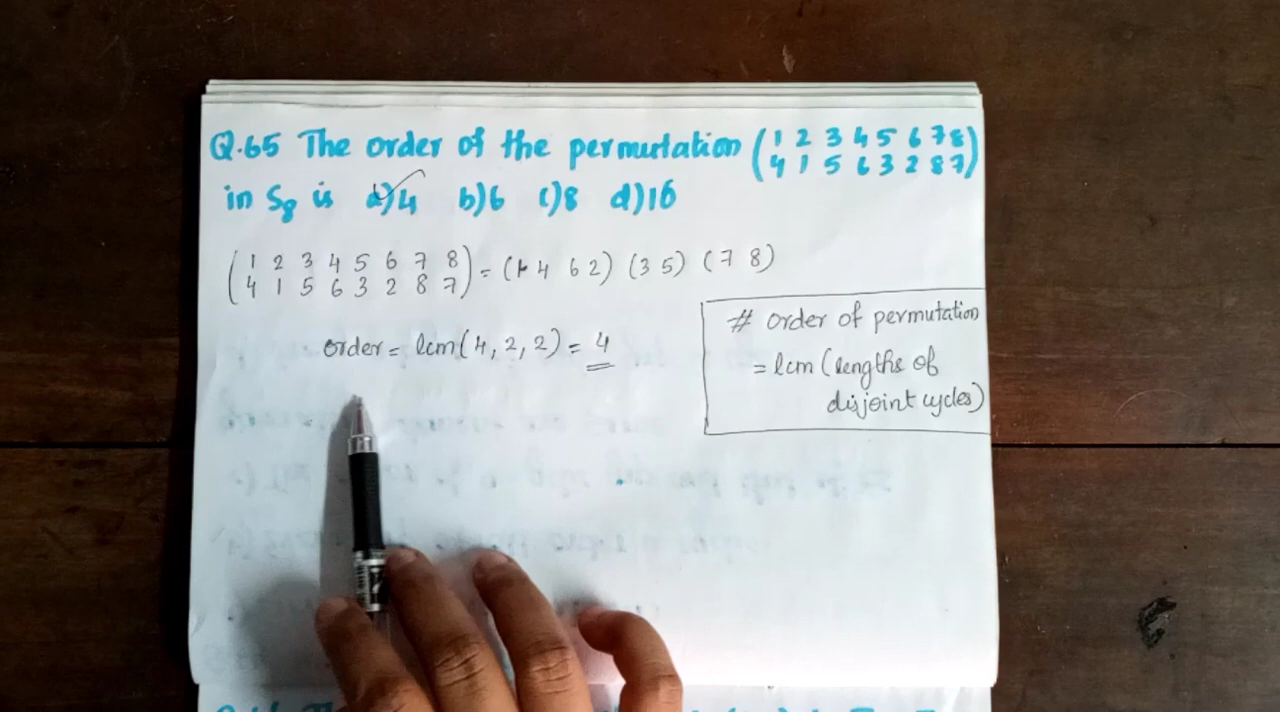 Q.65 The order of the permutation (1 2 3 4 5 6 7 8)
(4 1 5 6 3 2 8 7)
in S8 is a)4 b)6 c)8 d)16
(1 2 3 4 5 6 7 8) = (1 4 6 2) (3 5) (7 8)
(4 1 5 6 3 2 8 7)
order = lcm(4, 2, 2) = 4
# order of permutation
= lcm (lengths of
disjoint cycles)